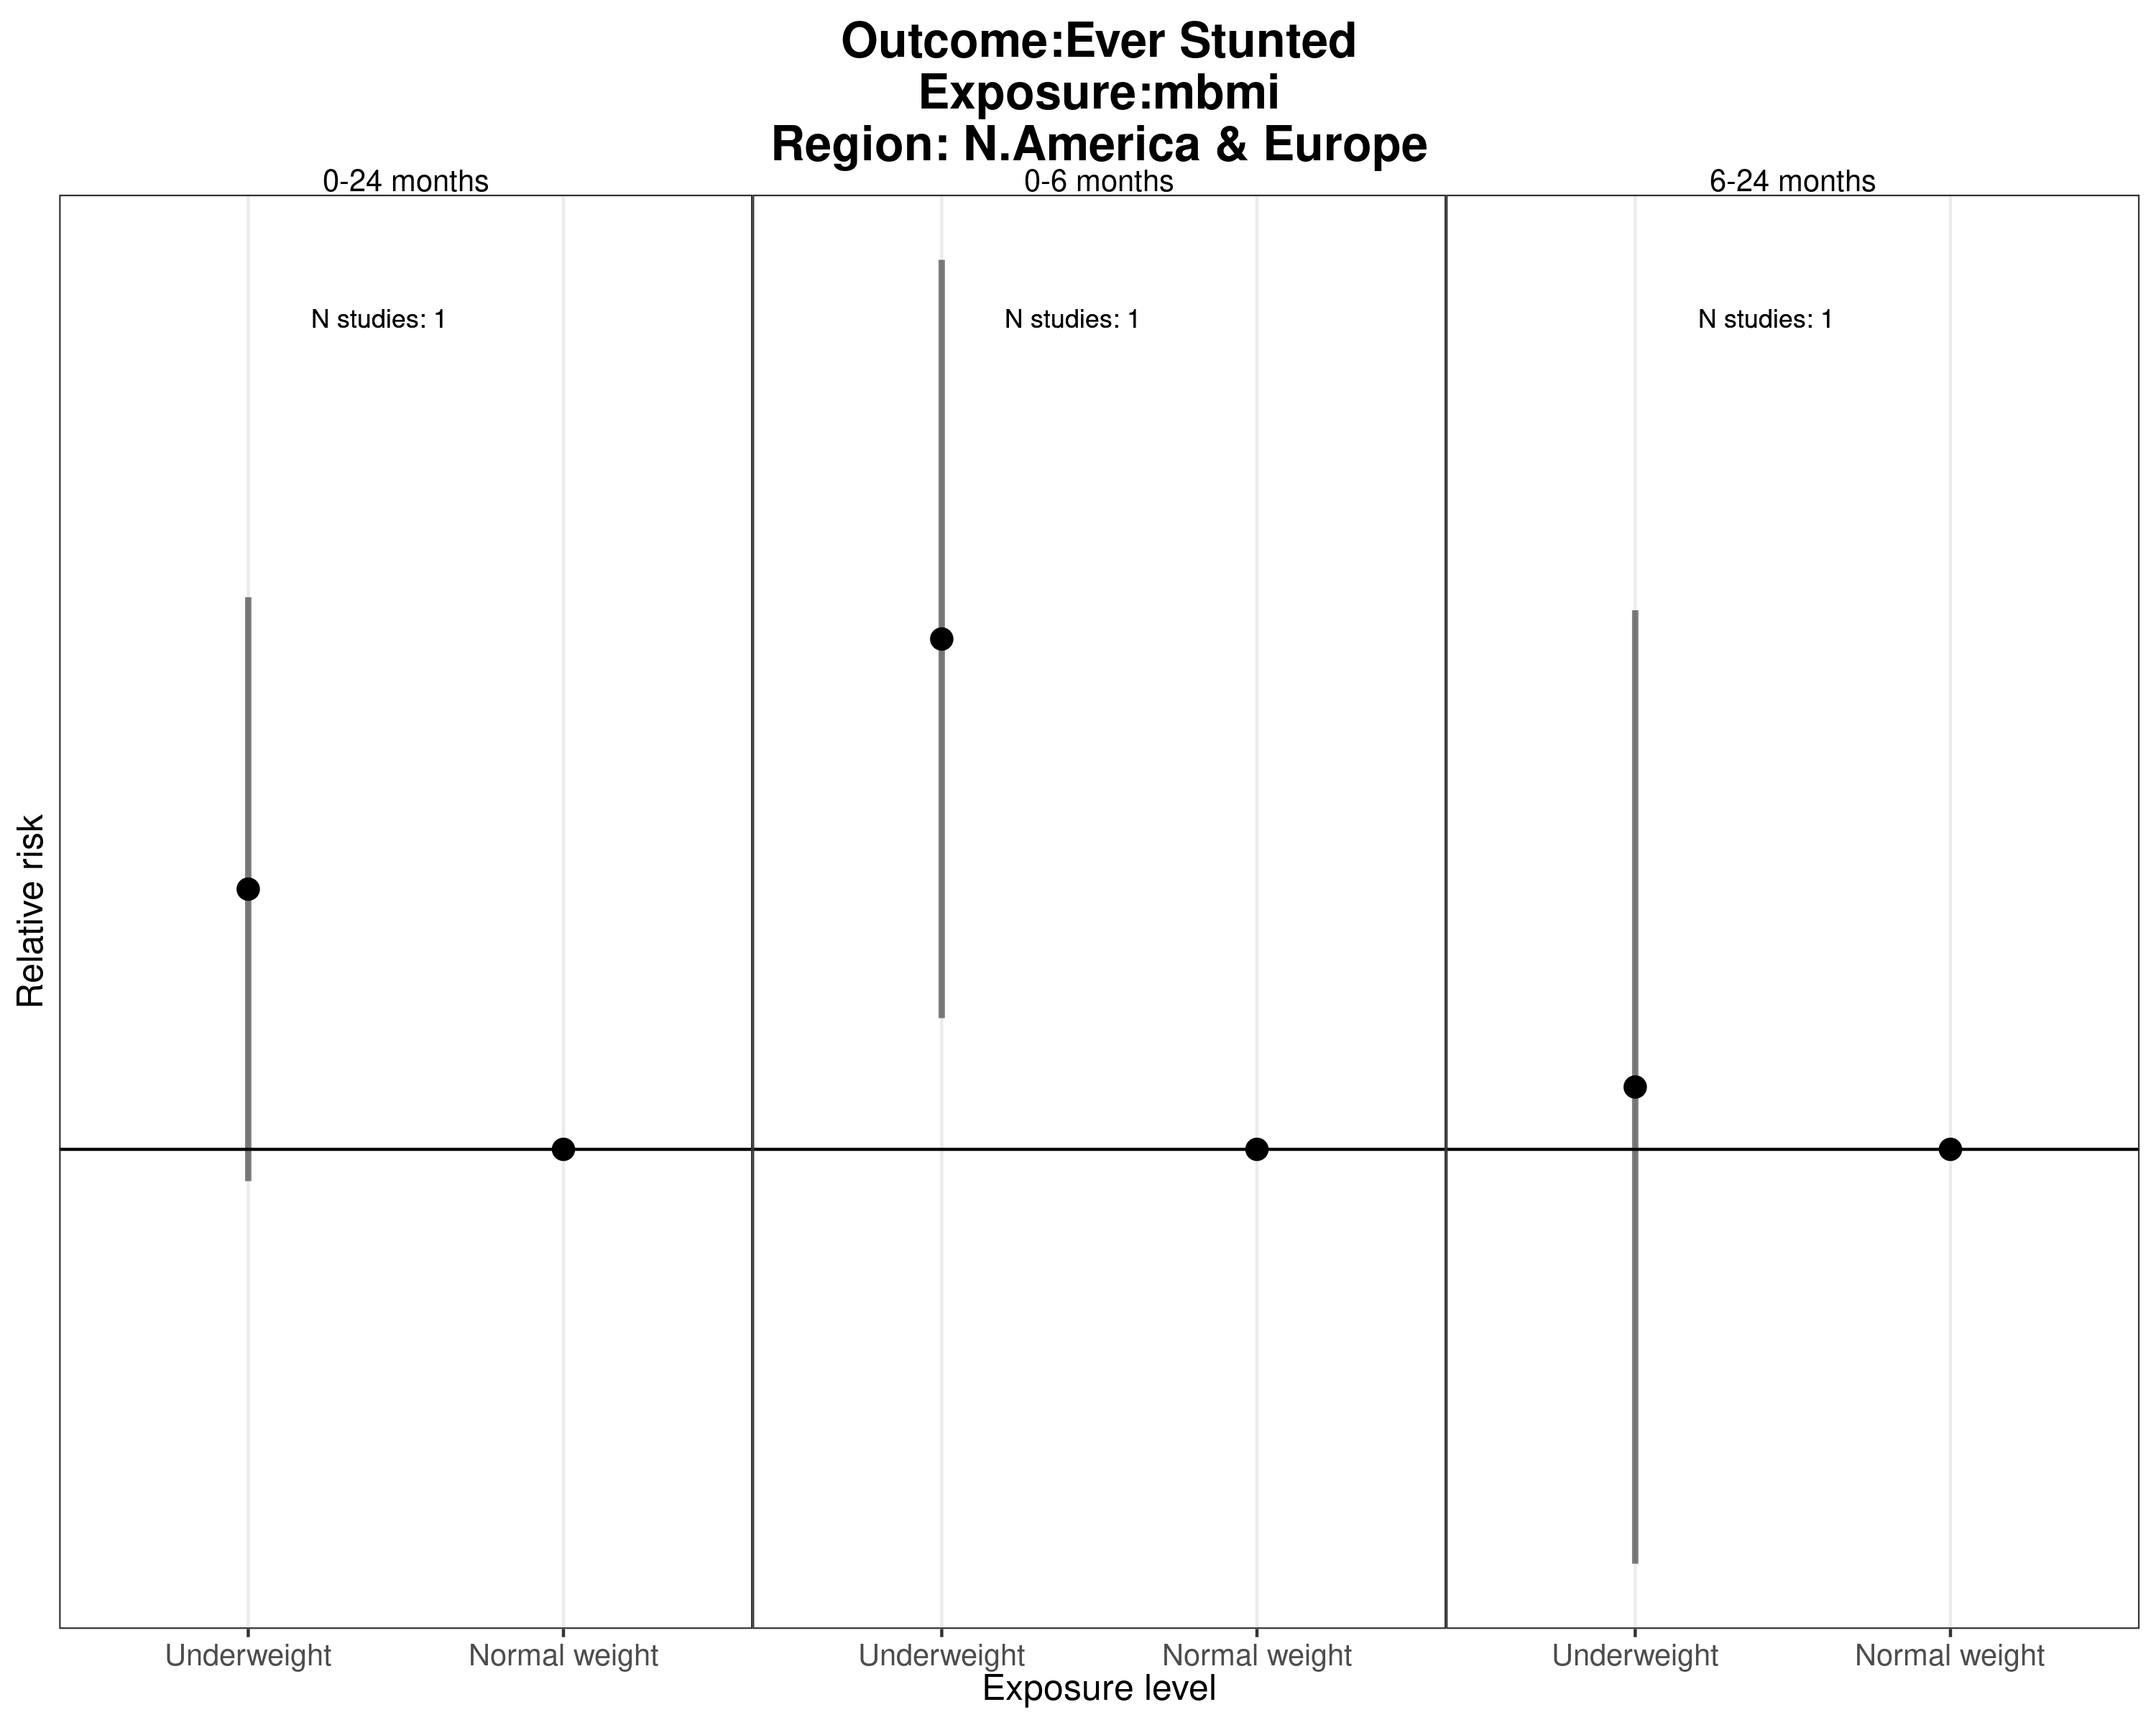 Outcome:Ever Stunted
Exposure:mbmi
Region: N.America & Europe
0-24 months
0-6 months
6-24 months
N studies: 1
N studies: 1
N studies: 1
Relative risk
Underweight
Normal weight
Underweight
Normal weight
Underweight
Normal weight
Exposure level